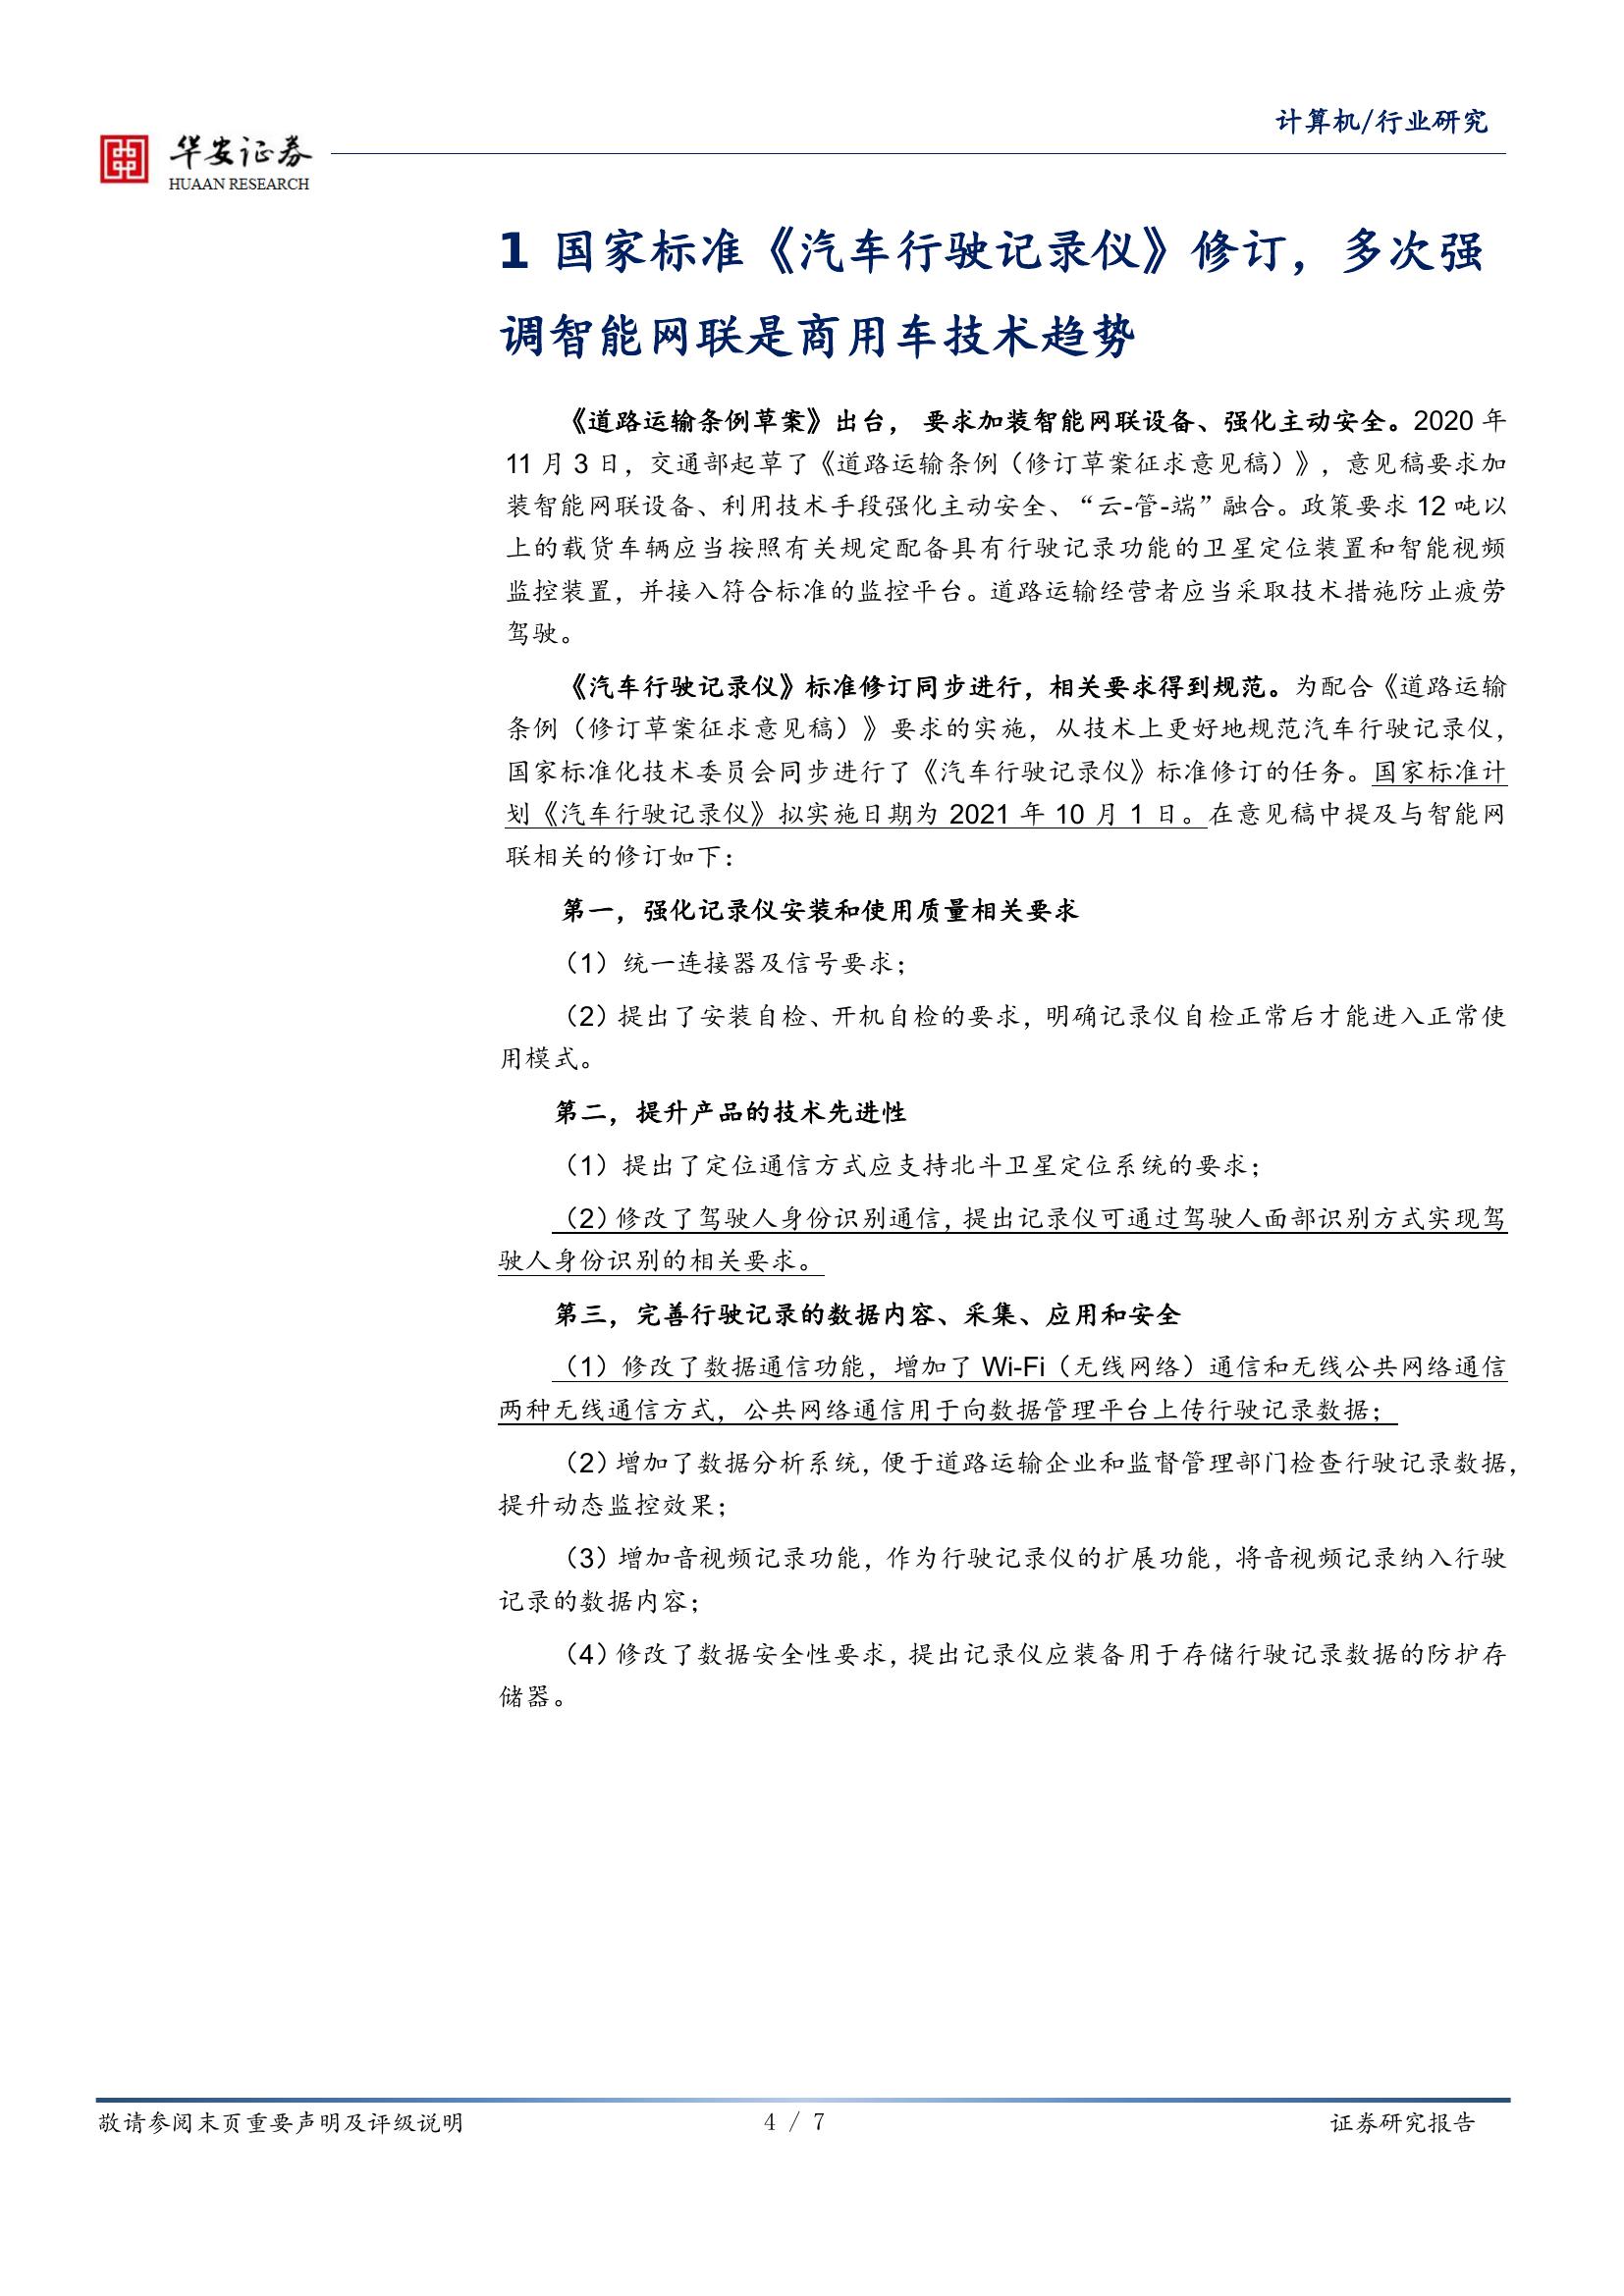 计算机/行业研究
华安证券
HUAAN RESEARCH
1 国家标准《汽车行驶记录仪》修订，多次强
调智能网联是商用车技术趋势
《道路运输条例草案》出台， 要求加装智能网联设备、强化主动安全。2020 年
11 月 3 日，交通部起草了《道路运输条例（修订草案征求意见稿）》，意见稿要求加
装智能网联设备、利用技术手段强化主动安全、“云-管-端”融合。政策要求 12 吨以
上的载货车辆应当按照有关规定配备具有行驶记录功能的卫星定位装置和智能视频
监控装置，并接入符合标准的监控平台。道路运输经营者应当采取技术措施防止疲劳
驾驶。
《汽车行驶记录仪》标准修订同步进行，相关要求得到规范。为配合《道路运输
条例（修订草案征求意见稿）》要求的实施，从技术上更好地规范汽车行驶记录仪，
国家标准化技术委员会同步进行了《汽车行驶记录仪》标准修订的任务。国家标准计
划《汽车行驶记录仪》拟实施日期为 2021 年 10 月 1 日。在意见稿中提及与智能网
联相关的修订如下：
第一，强化记录仪安装和使用质量相关要求
（1）统一连接器及信号要求；
（2）提出了安装自检、开机自检的要求，明确记录仪自检正常后才能进入正常使
用模式。
第二，提升产品的技术先进性
（1）提出了定位通信方式应支持北斗卫星定位系统的要求；
（2）修改了驾驶人身份识别通信，提出记录仪可通过驾驶人面部识别方式实现驾
驶人身份识别的相关要求。
第三，完善行驶记录的数据内容、采集、应用和安全
（1）修改了数据通信功能，增加了 Wi-Fi（无线网络）通信和无线公共网络通信
两种无线通信方式，公共网络通信用于向数据管理平台上传行驶记录数据；
（2）增加了数据分析系统，便于道路运输企业和监督管理部门检查行驶记录数据，
提升动态监控效果；
（3）增加音视频记录功能，作为行驶记录仪的扩展功能，将音视频记录纳入行驶
记录的数据内容；
（4）修改了数据安全性要求，提出记录仪应装备用于存储行驶记录数据的防护存
储器。
敬请参阅末页重要声明及评级说明
4 / 7
证券研究报告